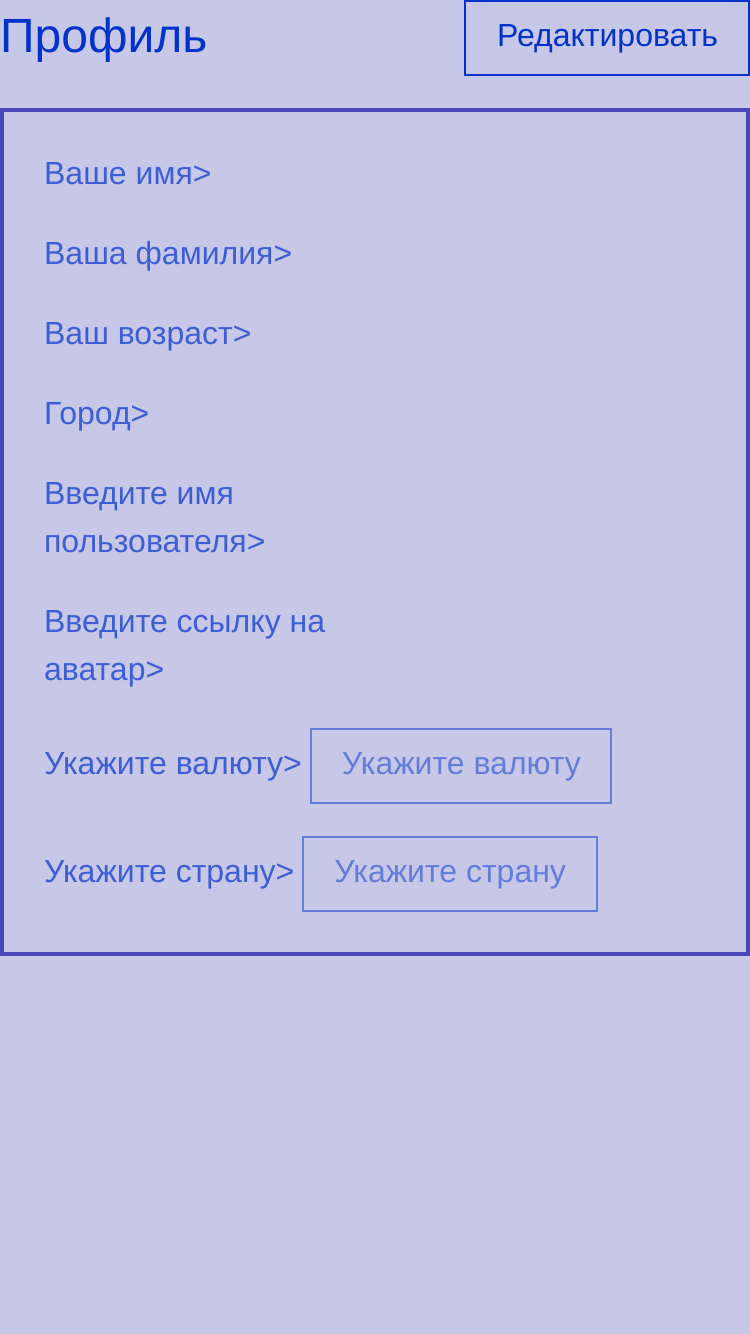 Профиль
Редактировать
Ваше имя>
Ваша фамилия>
Ваш возраст>
Город>
Введите имя
пользователя>
Введите ссылку на
аватар>
Укажите валюту> Укажите валюту
Укажите страну> Укажите страну